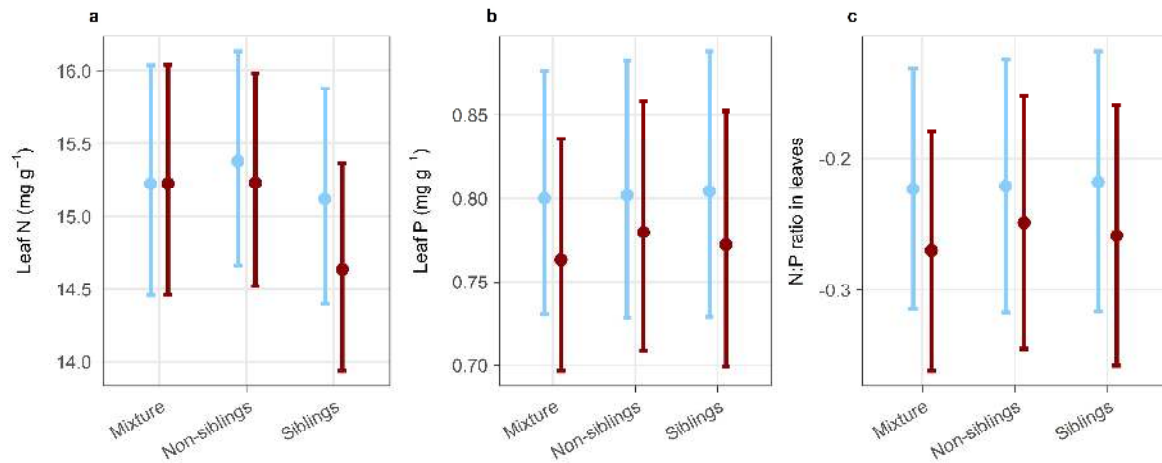 a
Leaf N (mg g⁻¹)
16.0
15.5
15.0
14.5
14.0
Mixture
Non-siblings
Siblings
b
Leaf P (mg g⁻¹)
0.85
0.80
0.75
0.70
Mixture
Non-siblings
Siblings
c
N:P ratio in leaves
-0.2
-0.3
Mixture
Non-siblings
Siblings